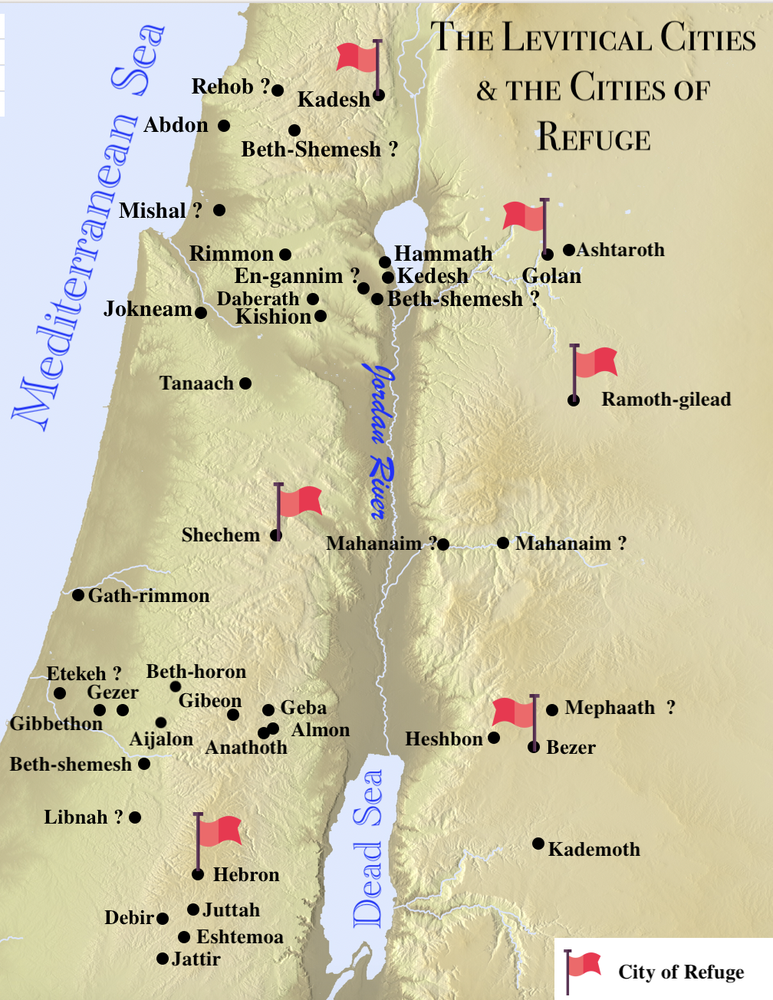 The Levitical Cities
& the Cities of
Refuge
Mediterranean Sea
Rehob ?
Kadesh
Abdon
Beth-Shemesh ?
Mishal ?
Rimmon
Hammath
Ashtaroth
En-gannim ?
Kedesh
Golan
Daberath
Beth-shemesh ?
Jokneam
Kishion
Tanaach
Jordan River
Ramoth-gilead
Shechem
Mahanaim ?
Mahanaim ?
Gath-rimmon
Etekeh ?
Beth-horon
Gezer
Gibeon
Geba
Mephaath ?
Gibbethon
Aijalon
Anathoth
Almon
Heshbon
Bezer
Beth-shemesh
Dead Sea
Libnah ?
Kademoth
Hebron
Debir
Juttah
Eshtemoa
Jattir
City of Refuge